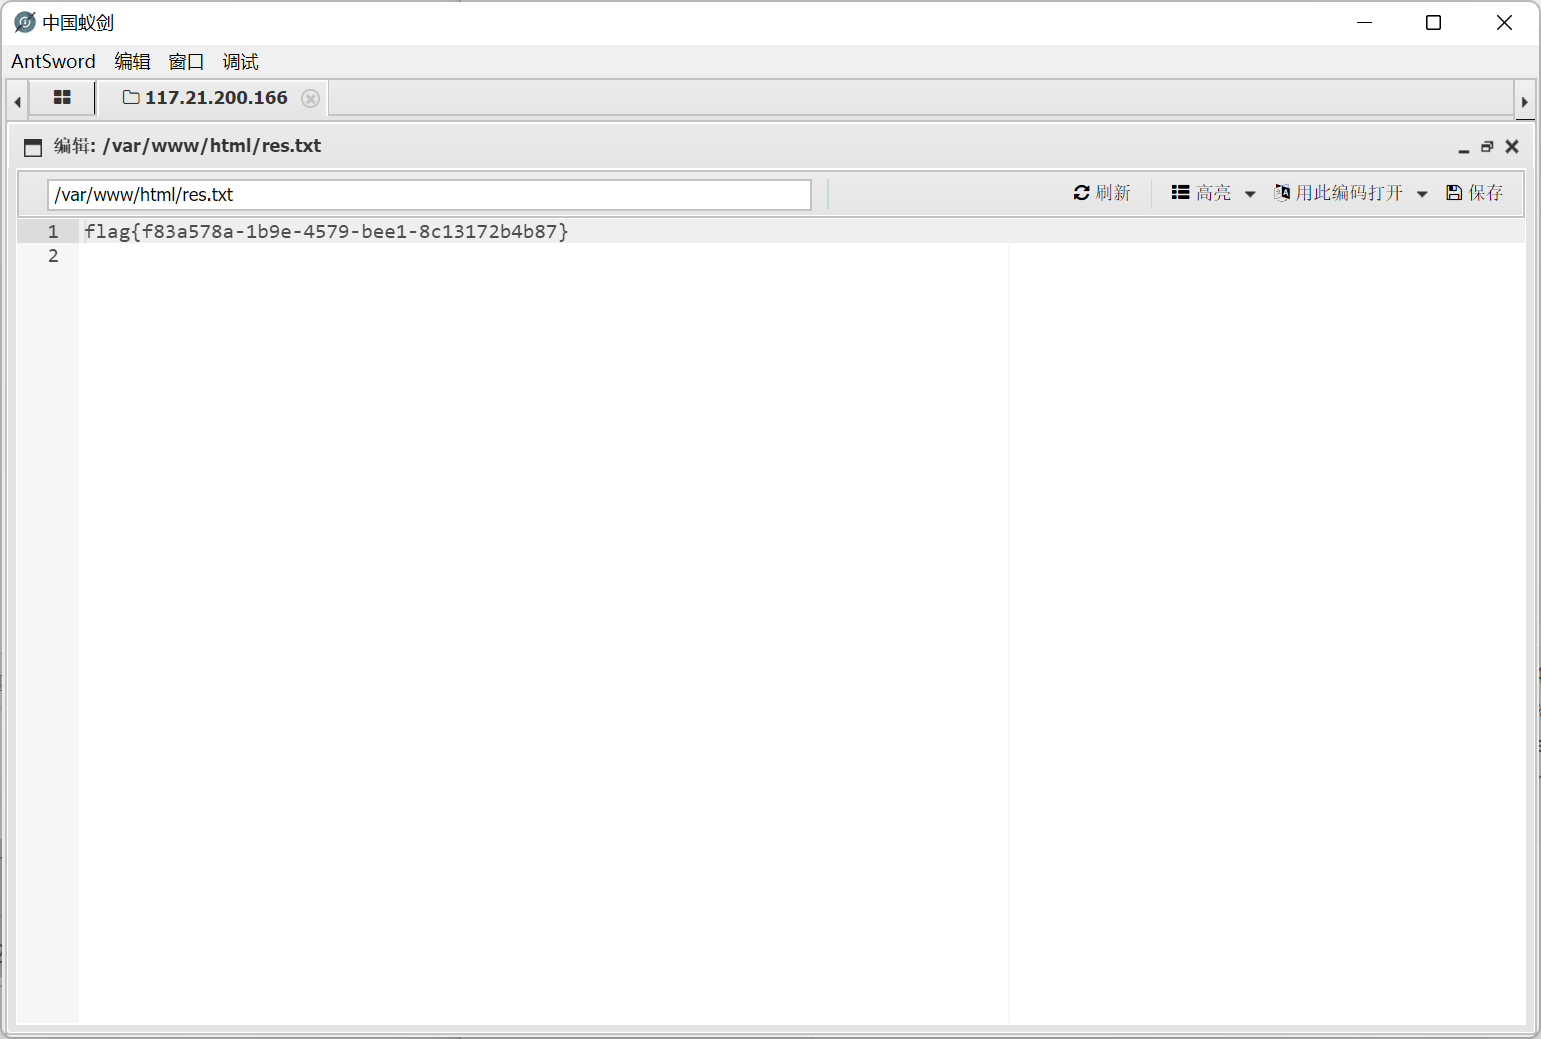 中国蚁剑
AntSword 编辑 窗口 调试
117.21.200.166
编辑: /var/www/html/res.txt
/var/www/html/res.txt 刷新 高亮 用此编码打开 保存
1 flag{f83a578a-1b9e-4579-bee1-8c13172b4b87}
2